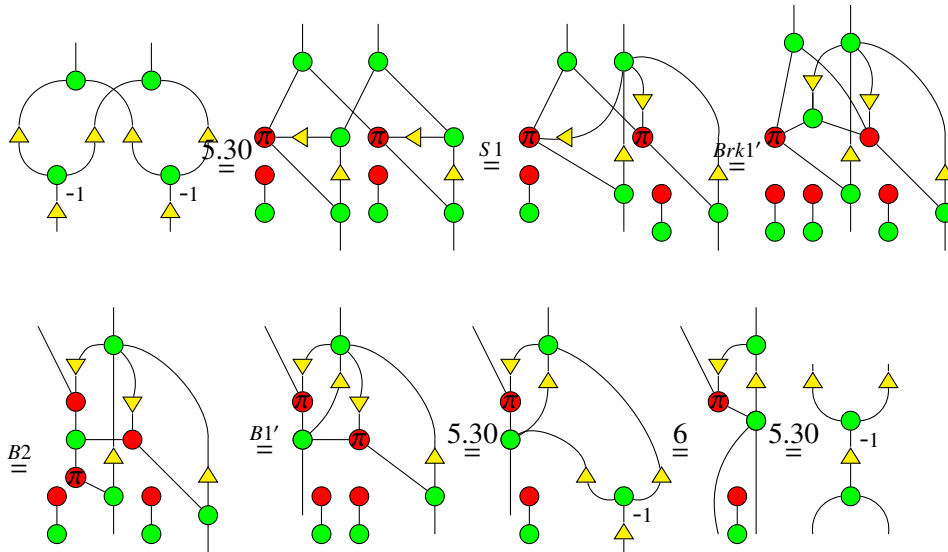 π π π π π
5.30 S1 Brk1′
= = =
-1 -1
π π
π π π
B2 B1′ 5.30 6 5.30
= = = = =
-1
-1